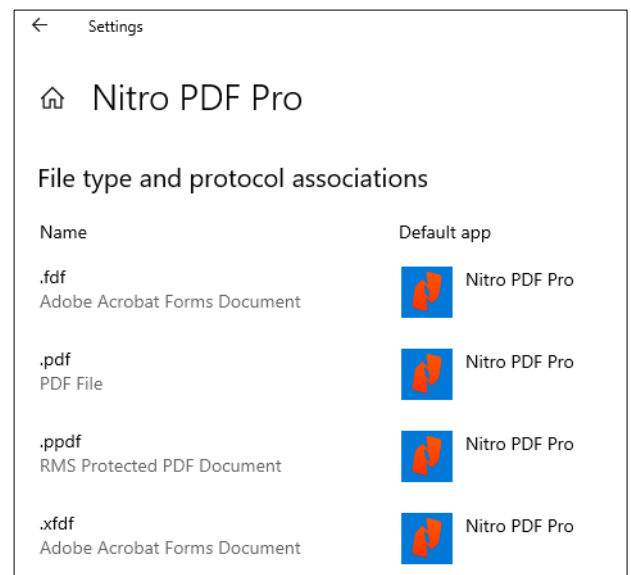 Settings
Nitro PDF Pro
File type and protocol associations
Name Default app
.fdf Nitro PDF Pro
Adobe Acrobat Forms Document
.pdf Nitro PDF Pro
PDF File
.ppdf Nitro PDF Pro
RMS Protected PDF Document
.xfdf Nitro PDF Pro
Adobe Acrobat Forms Document